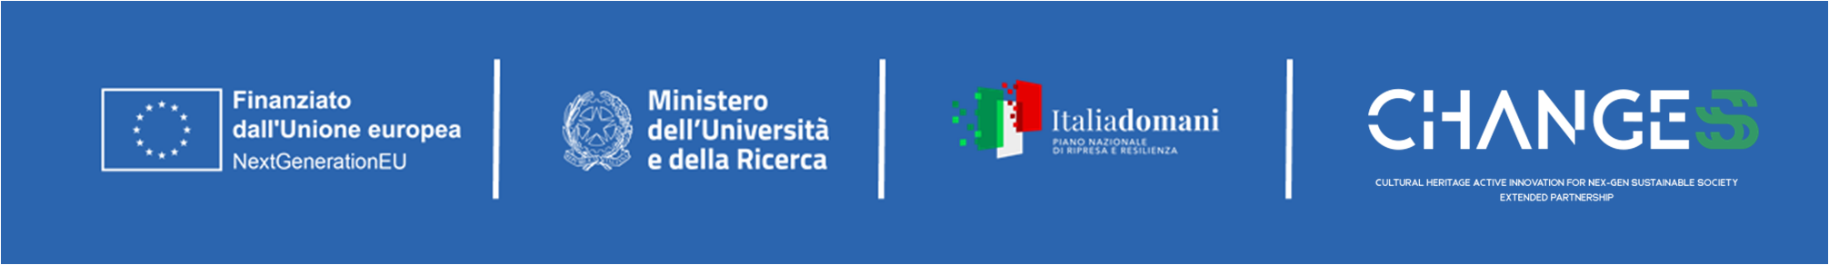 Finanziato
dall'Unione europea
NextGenerationEU
Ministero
dell'Università
e della Ricerca
Italiadomani
PIANO NAZIONALE
DI RIPRESA E RESILIENZA
CHANGES
CULTURAL HERITAGE ACTIVE INNOVATION FOR NEX-GEN SUSTAINABLE SOCIETY
EXTENDED PARTNERSHIP